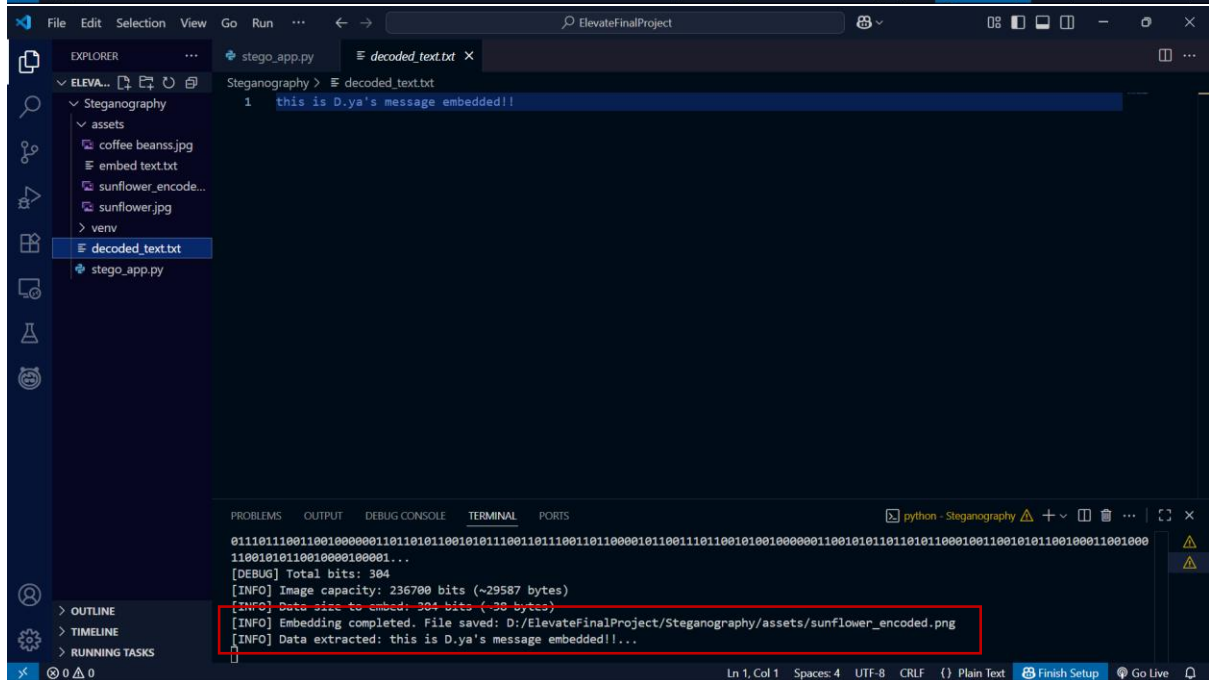 File Edit Selection View Go Run ··· ElevateFinalProject
EXPLORER ···
stego_app.py decoded_text.txt
ELEVA...
Steganography > decoded_text.txt
Steganography
assets
coffee beanss.jpg
embed text.txt
sunflower_encode...
sunflower.jpg
venv
decoded_text.txt
stego_app.py
1 this is D.ya's message embedded!!
PROBLEMS OUTPUT DEBUG CONSOLE TERMINAL PORTS
python - Steganography
[DEBUG] Total bits: 304
[INFO] Image capacity: 236700 bits (~29587 bytes)
[INFO] Data size to embed: 304 bits (~38 bytes)
[INFO] Embedding completed. File saved: D:/ElevateFinalProject/Steganography/assets/sunflower_encoded.png
[INFO] Data extracted: this is D.ya's message embedded!!...
OUTLINE
TIMELINE
RUNNING TASKS
0 0 Ln 1, Col 1 Spaces: 4 UTF-8 CRLF {} Plain Text Finish Setup Go Live